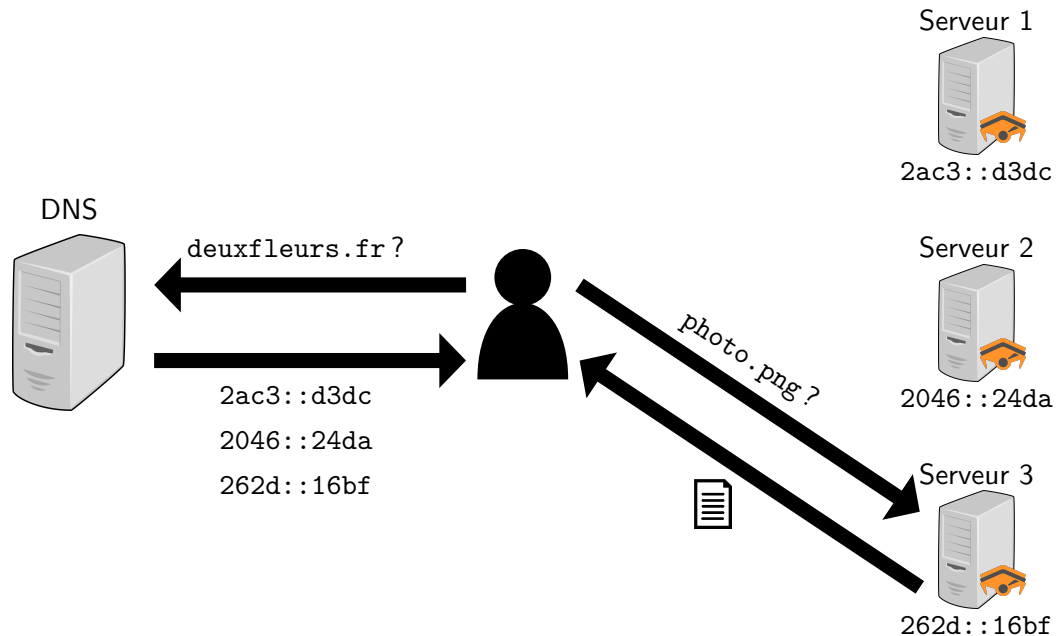 DNS
deuxfleurs.fr ?
2ac3::d3dc
2046::24da
262d::16bf
photo.png ?
Serveur 1
2ac3::d3dc
Serveur 2
2046::24da
Serveur 3
262d::16bf